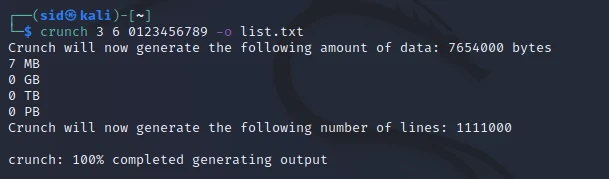 ┌──(sid㉿kali)-[~]
└─$ crunch 3 6 0123456789 -o list.txt
Crunch will now generate the following amount of data: 7654000 bytes
7 MB
0 GB
0 TB
0 PB
Crunch will now generate the following number of lines: 1111000

crunch: 100% completed generating output